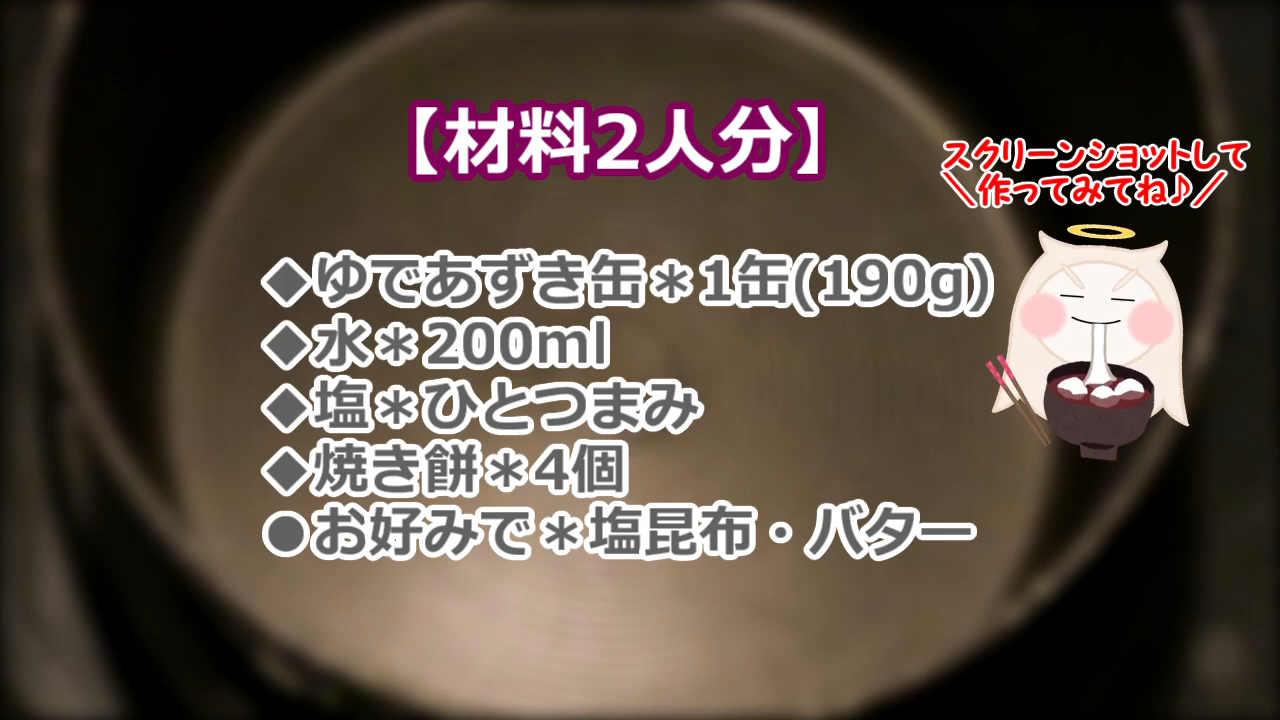 【材料2人分】
スクリーンショットして
＼作ってみてね♪／
◆ゆであずき缶＊1缶(190g)
◆水＊200ml
◆塩＊ひとつまみ
◆焼き餅＊4個
●お好みで＊塩昆布・バター